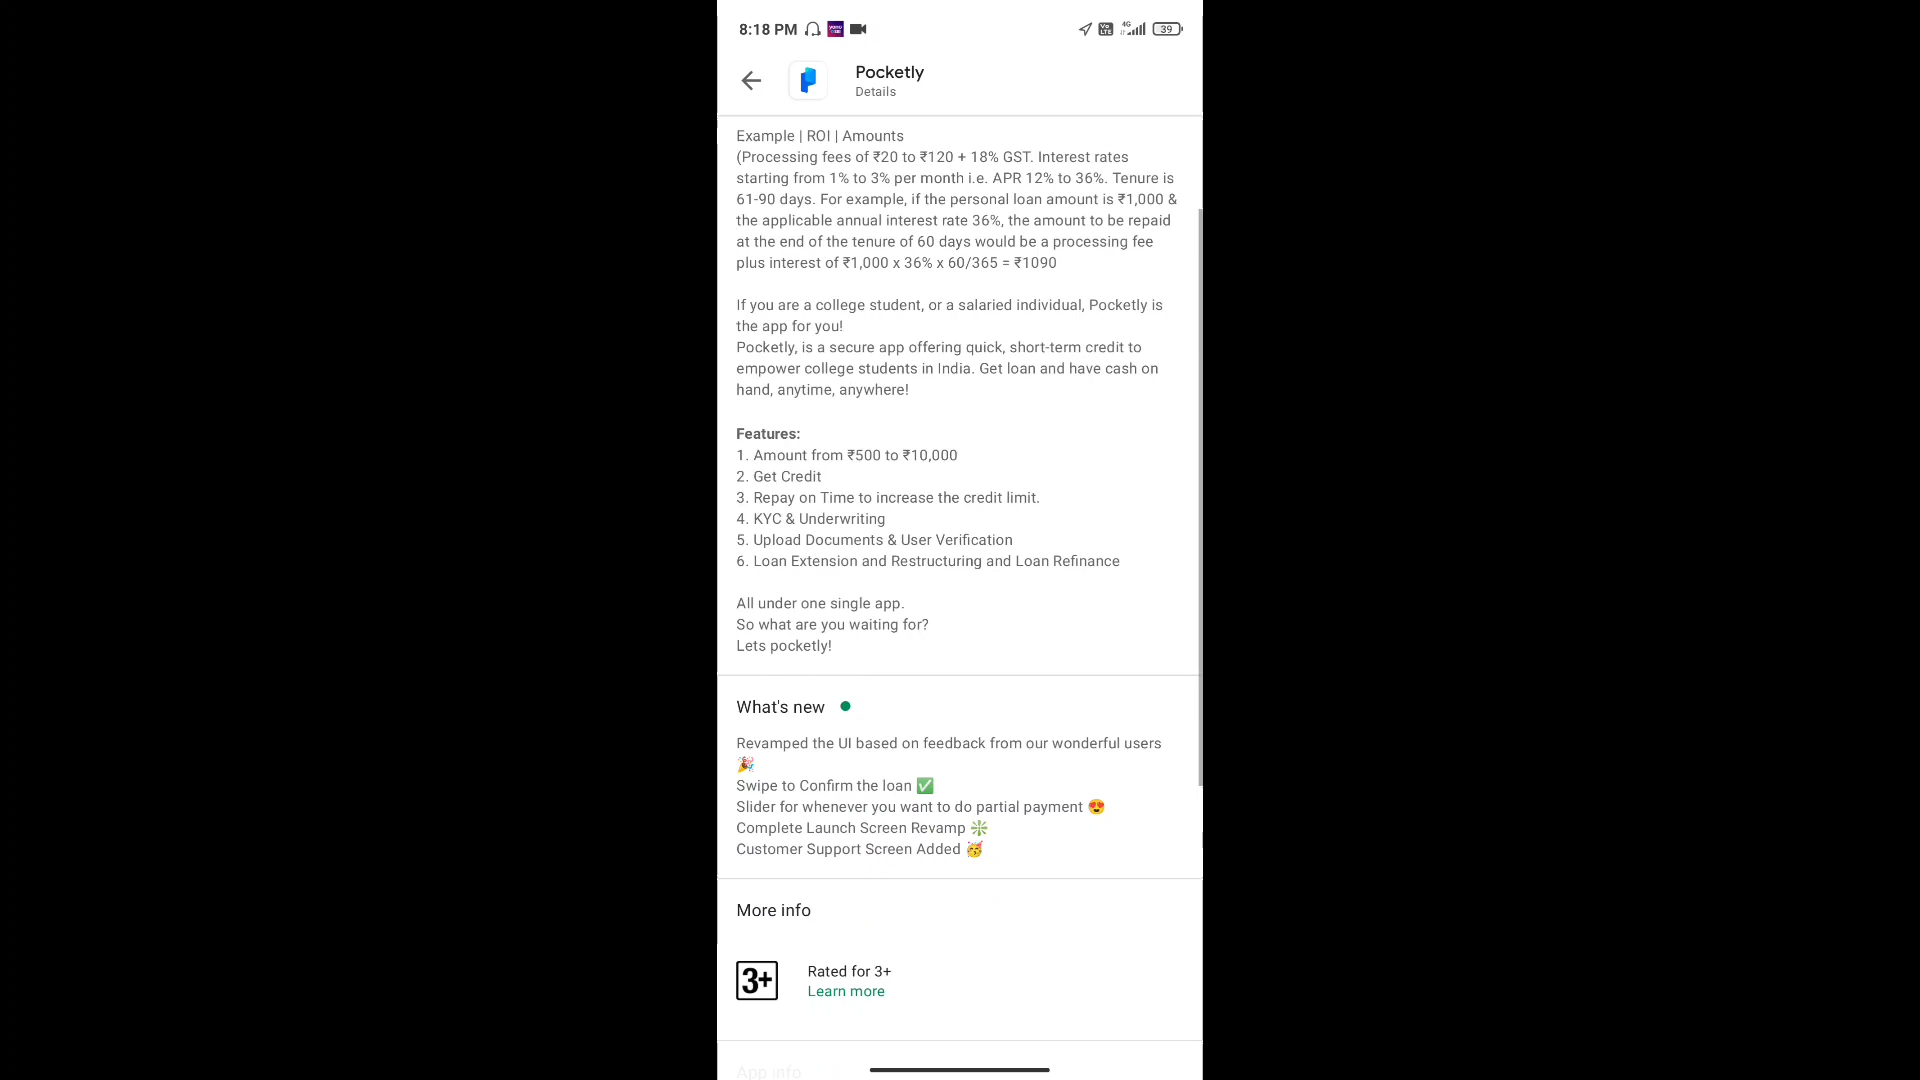 8:18 PM 4G 39
Pocketly
Details
Example | ROI | Amounts
(Processing fees of ₹20 to ₹120 + 18% GST. Interest rates
starting from 1% to 3% per month i.e. APR 12% to 36%. Tenure is
61-90 days. For example, if the personal loan amount is ₹1,000 &
the applicable annual interest rate 36%, the amount to be repaid
at the end of the tenure of 60 days would be a processing fee
plus interest of ₹1,000 x 36% x 60/365 = ₹1090
If you are a college student, or a salaried individual, Pocketly is
the app for you!
Pocketly, is a secure app offering quick, short-term credit to
empower college students in India. Get loan and have cash on
hand, anytime, anywhere!
Features:
1. Amount from ₹500 to ₹10,000
2. Get Credit
3. Repay on Time to increase the credit limit.
4. KYC & Underwriting
5. Upload Documents & User Verification
6. Loan Extension and Restructuring and Loan Refinance
All under one single app.
So what are you waiting for?
Lets pocketly!
What's new
Revamped the UI based on feedback from our wonderful users
🎉
Swipe to Confirm the loan ✅
Slider for whenever you want to do partial payment 😍
Complete Launch Screen Revamp ❇️
Customer Support Screen Added 🥳
More info
3+ Rated for 3+
Learn more
App info